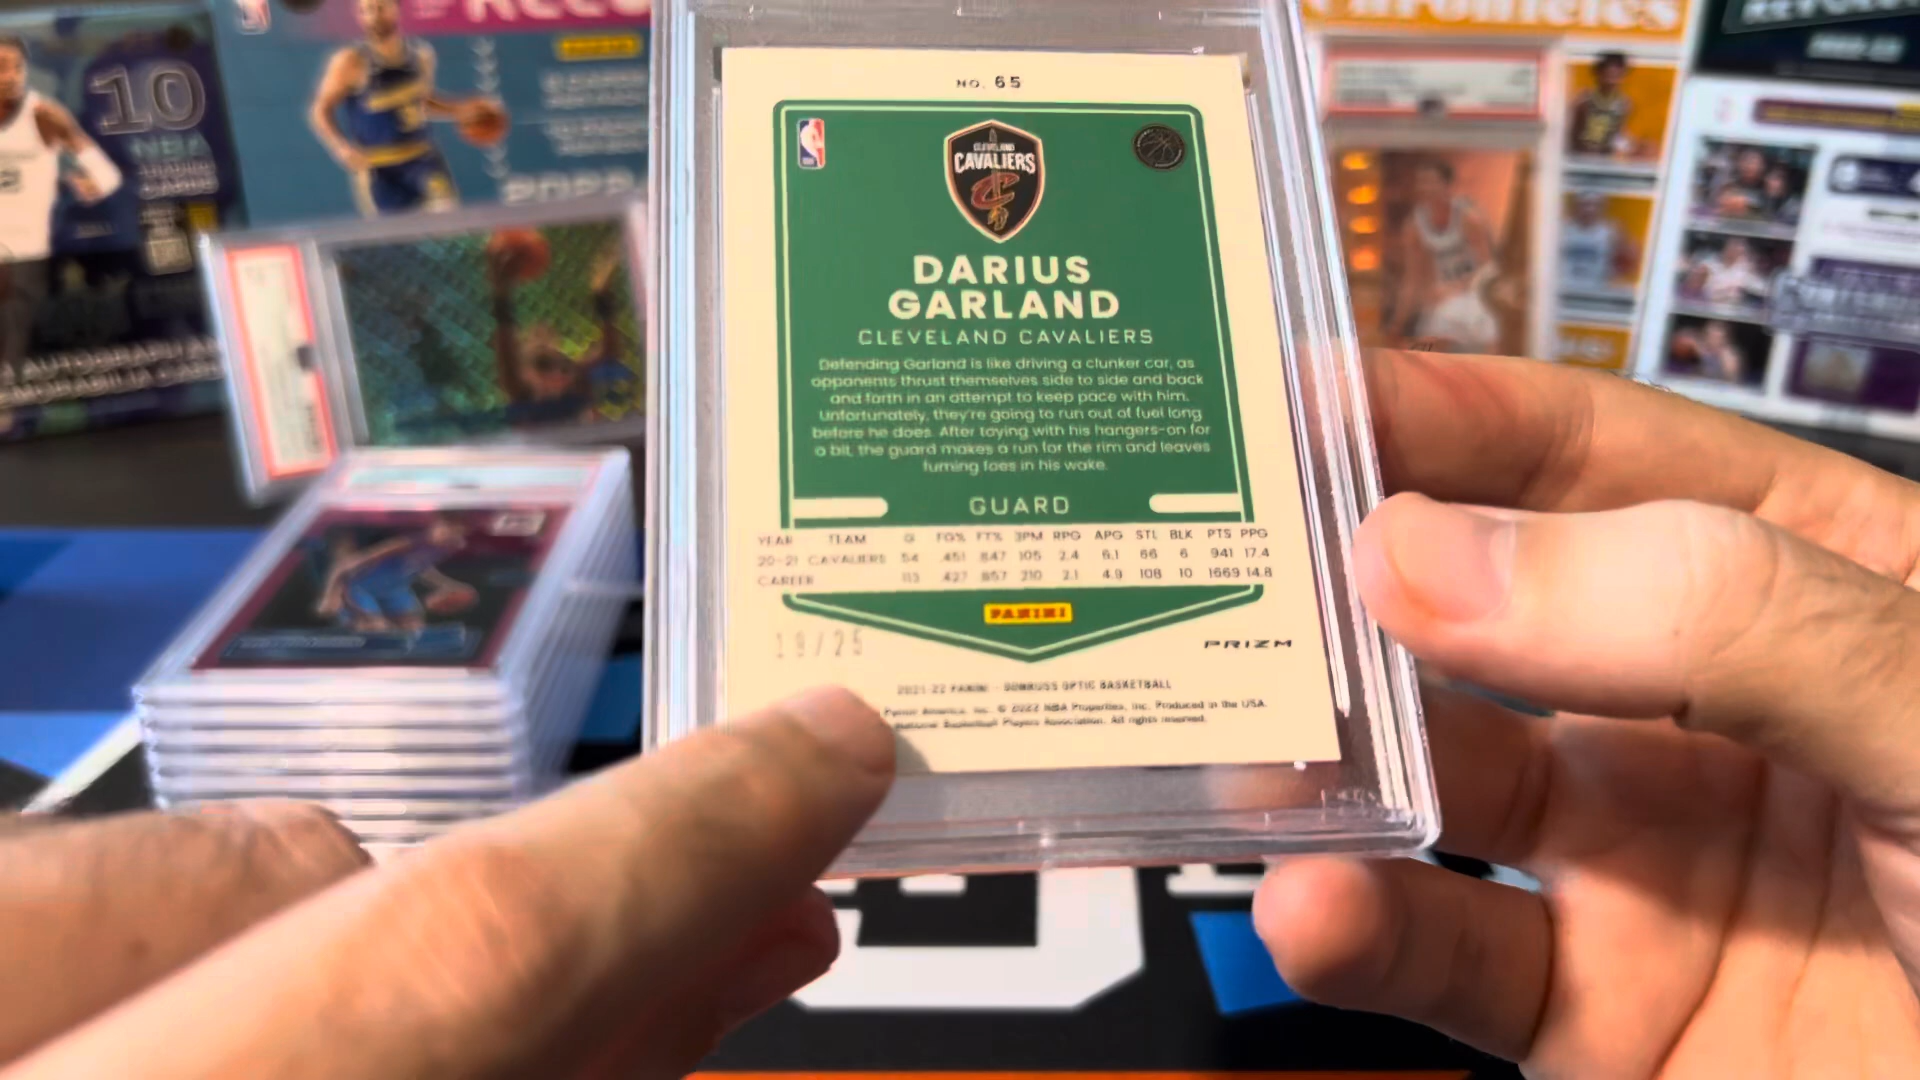 10
NBA
Chronicles
NO. 65
CLEVELAND
CAVALIERS
DARIUS
GARLAND
CLEVELAND CAVALIERS
Defending Garland is like driving a clunker car, as
opponents thrust themselves side to side and back
and forth in an attempt to keep pace with him.
Unfortunately, they're going to run out of fuel long
before he does. After toying with his hangers-on for
a bit, the guard makes a run for the rim and leaves
fuming foes in his wake.
GUARD
YEAR TEAM G FG% FT% 3PM RPG APG STL BLK PTS PPG
20-21 CAVALIERS 54 .451 .847 105 2.4 6.1 66 6 941 17.4
CAREER 113 .427 .857 210 2.1 4.9 108 10 1669 14.8
PANINI
19/25
PRIZM
2021-22 PANINI - DONRUSS OPTIC BASKETBALL
Panini America, Inc. © 2022 NBA Properties, Inc. Produced in the USA.
Basketball Players Association. All rights reserved.